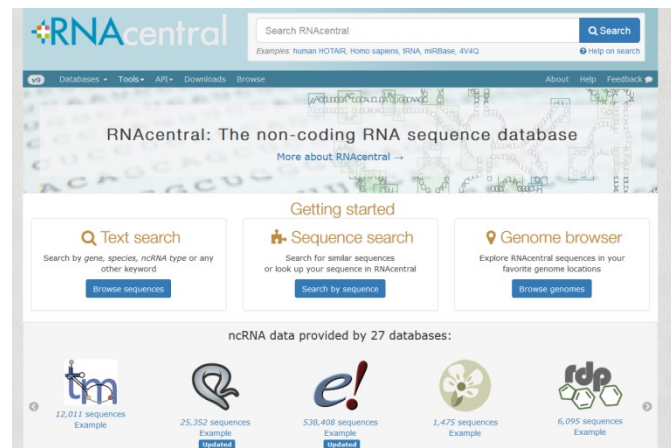 RNAcentral
Search RNAcentral
Search
Examples: human HOTAIR, Homo sapiens, tRNA, miRBase, 4V4Q
Help on search
v9 Databases Tools API Downloads Browse
About Help Feedback
RNAcentral: The non-coding RNA sequence database
More about RNAcentral →
Getting started
Text search
Search by gene, species, ncRNA type or any
other keyword
Browse sequences
Sequence search
Search for similar sequences
or look up your sequence in RNAcentral
Search by sequence
Genome browser
Explore RNAcentral sequences in your
favorite genome locations
Browse genomes
ncRNA data provided by 27 databases:
tm
12,011 sequences
Example
25,352 sequences
Example
Updated
e!
538,408 sequences
Example
Updated
1,475 sequences
Example
rdp
6,095 sequences
Example